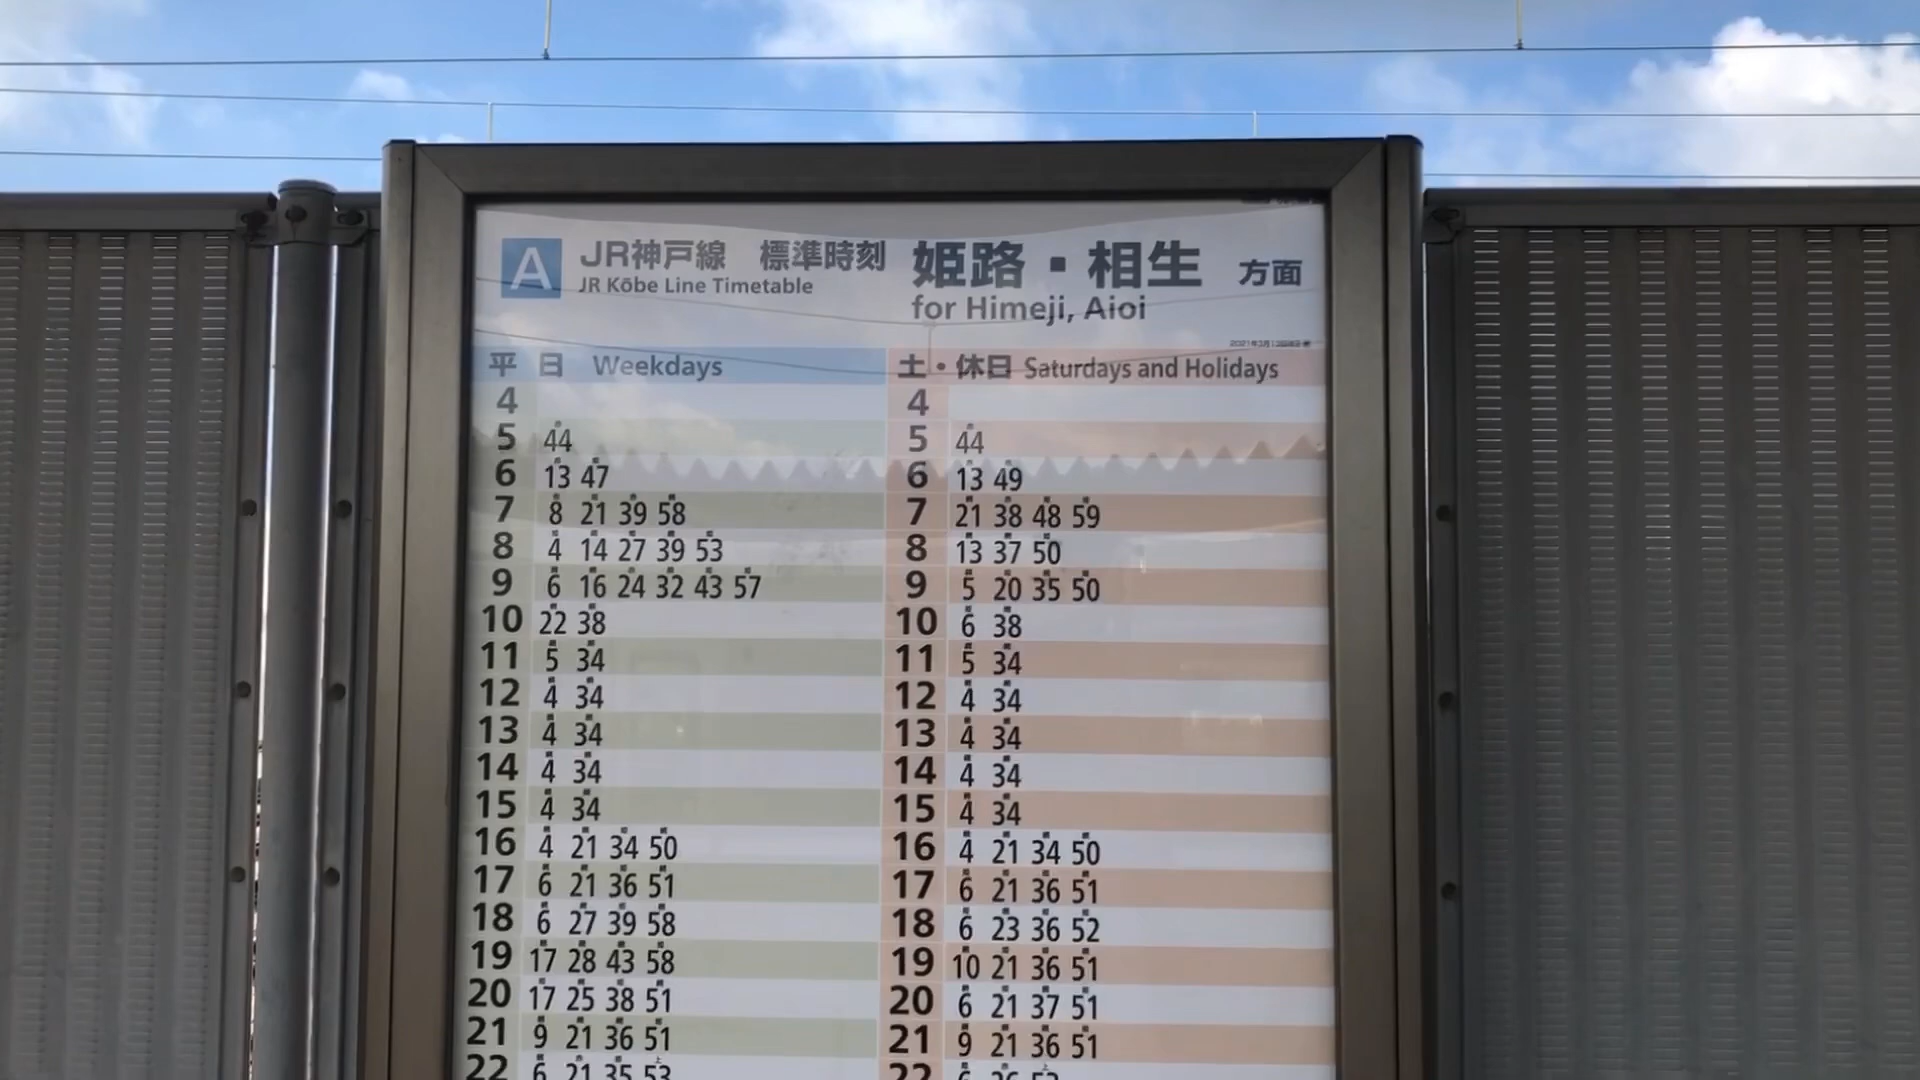 A JR神戸線 標準時刻 姫路・相生 方面
JR Kōbe Line Timetable for Himeji, Aioi
平日 Weekdays 土・休日 Saturdays and Holidays
4 4
5 44 5 44
6 13 47 6 13 49
7 8 21 39 58 7 21 38 48 59
8 4 14 27 39 53 8 13 37 50
9 6 16 24 32 43 57 9 5 20 35 50
10 22 38 10 6 38
11 5 34 11 5 34
12 4 34 12 4 34
13 4 34 13 4 34
14 4 34 14 4 34
15 4 34 15 4 34
16 4 21 34 50 16 4 21 34 50
17 6 21 36 51 17 6 21 36 51
18 6 27 39 58 18 6 23 36 52
19 17 28 43 58 19 10 21 36 51
20 17 25 38 51 20 6 21 37 51
21 9 21 36 51 21 9 21 36 51
22 6 21 35 53 22 6 26 53